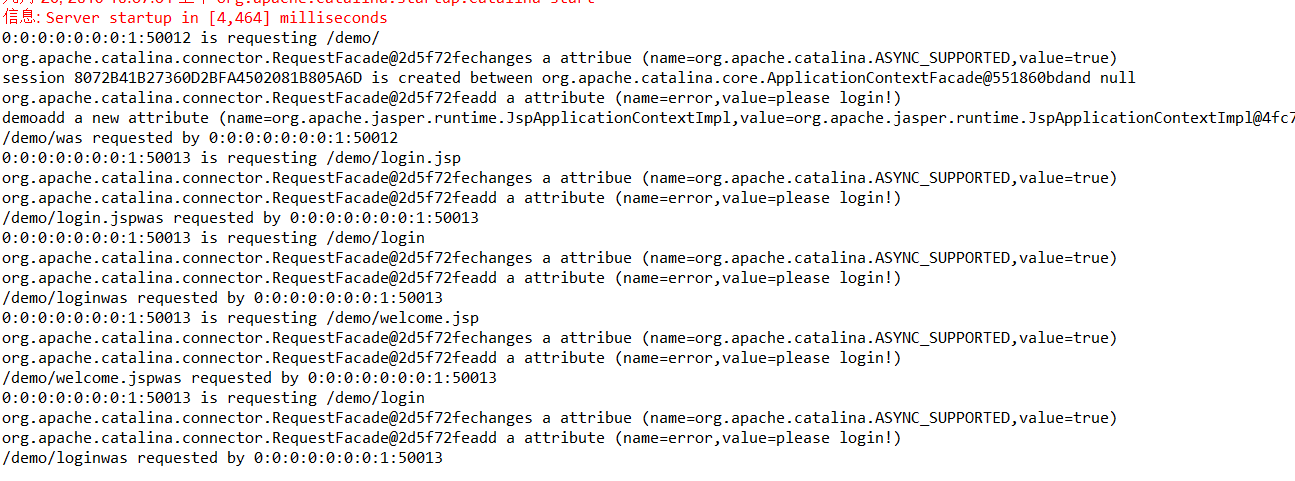 信息: Server startup in [4,464] milliseconds
0:0:0:0:0:0:0:1:50012 is requesting /demo/
org.apache.catalina.connector.RequestFacade@2d5f72fechanges a attribue (name=org.apache.catalina.ASYNC_SUPPORTED,value=true)
session 8072B41B27360D2BFA4502081B805A6D is created between org.apache.catalina.core.ApplicationContextFacade@551860bdand null
org.apache.catalina.connector.RequestFacade@2d5f72feadd a attribute (name=error,value=please login!)
demoadd a new attribute (name=org.apache.jasper.runtime.JspApplicationContextImpl,value=org.apache.jasper.runtime.JspApplicationContextImpl@4fc7
/demo/was requested by 0:0:0:0:0:0:0:1:50012
0:0:0:0:0:0:0:1:50013 is requesting /demo/login.jsp
org.apache.catalina.connector.RequestFacade@2d5f72fechanges a attribue (name=org.apache.catalina.ASYNC_SUPPORTED,value=true)
org.apache.catalina.connector.RequestFacade@2d5f72feadd a attribute (name=error,value=please login!)
/demo/login.jspwas requested by 0:0:0:0:0:0:0:1:50013
0:0:0:0:0:0:0:1:50013 is requesting /demo/login
org.apache.catalina.connector.RequestFacade@2d5f72fechanges a attribue (name=org.apache.catalina.ASYNC_SUPPORTED,value=true)
org.apache.catalina.connector.RequestFacade@2d5f72feadd a attribute (name=error,value=please login!)
/demo/loginwas requested by 0:0:0:0:0:0:0:1:50013
0:0:0:0:0:0:0:1:50013 is requesting /demo/welcome.jsp
org.apache.catalina.connector.RequestFacade@2d5f72fechanges a attribue (name=org.apache.catalina.ASYNC_SUPPORTED,value=true)
org.apache.catalina.connector.RequestFacade@2d5f72feadd a attribute (name=error,value=please login!)
/demo/welcome.jspwas requested by 0:0:0:0:0:0:0:1:50013
0:0:0:0:0:0:0:1:50013 is requesting /demo/login
org.apache.catalina.connector.RequestFacade@2d5f72fechanges a attribue (name=org.apache.catalina.ASYNC_SUPPORTED,value=true)
org.apache.catalina.connector.RequestFacade@2d5f72feadd a attribute (name=error,value=please login!)
/demo/loginwas requested by 0:0:0:0:0:0:0:1:50013